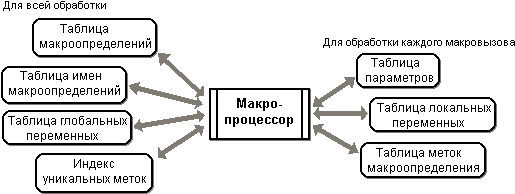 Для всей обработки
Таблица
макроопределений
Таблица имен
макроопределений
Таблица глобальных
переменных
Индекс
уникальных меток
Макро-
процессор
Для обработки каждого макровызова
Таблица
параметров
Таблица локальных
переменных
Таблица меток
макроопределения